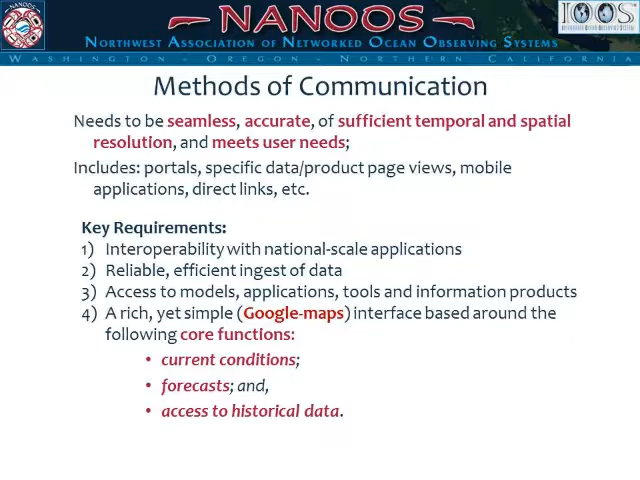 NANOOS
NORTHWEST ASSOCIATION OF NETWORKED OCEAN OBSERVING SYSTEMS
WASHINGTON - OREGON - NORTHERN CALIFORNIA
NANOOS
IOOS
Methods of Communication
Needs to be seamless, accurate, of sufficient temporal and spatial
resolution, and meets user needs;
Includes: portals, specific data/product page views, mobile
applications, direct links, etc.
Key Requirements:
1) Interoperability with national-scale applications
2) Reliable, efficient ingest of data
3) Access to models, applications, tools and information products
4) A rich, yet simple (Google-maps) interface based around the
following core functions:
• current conditions;
• forecasts; and,
• access to historical data.